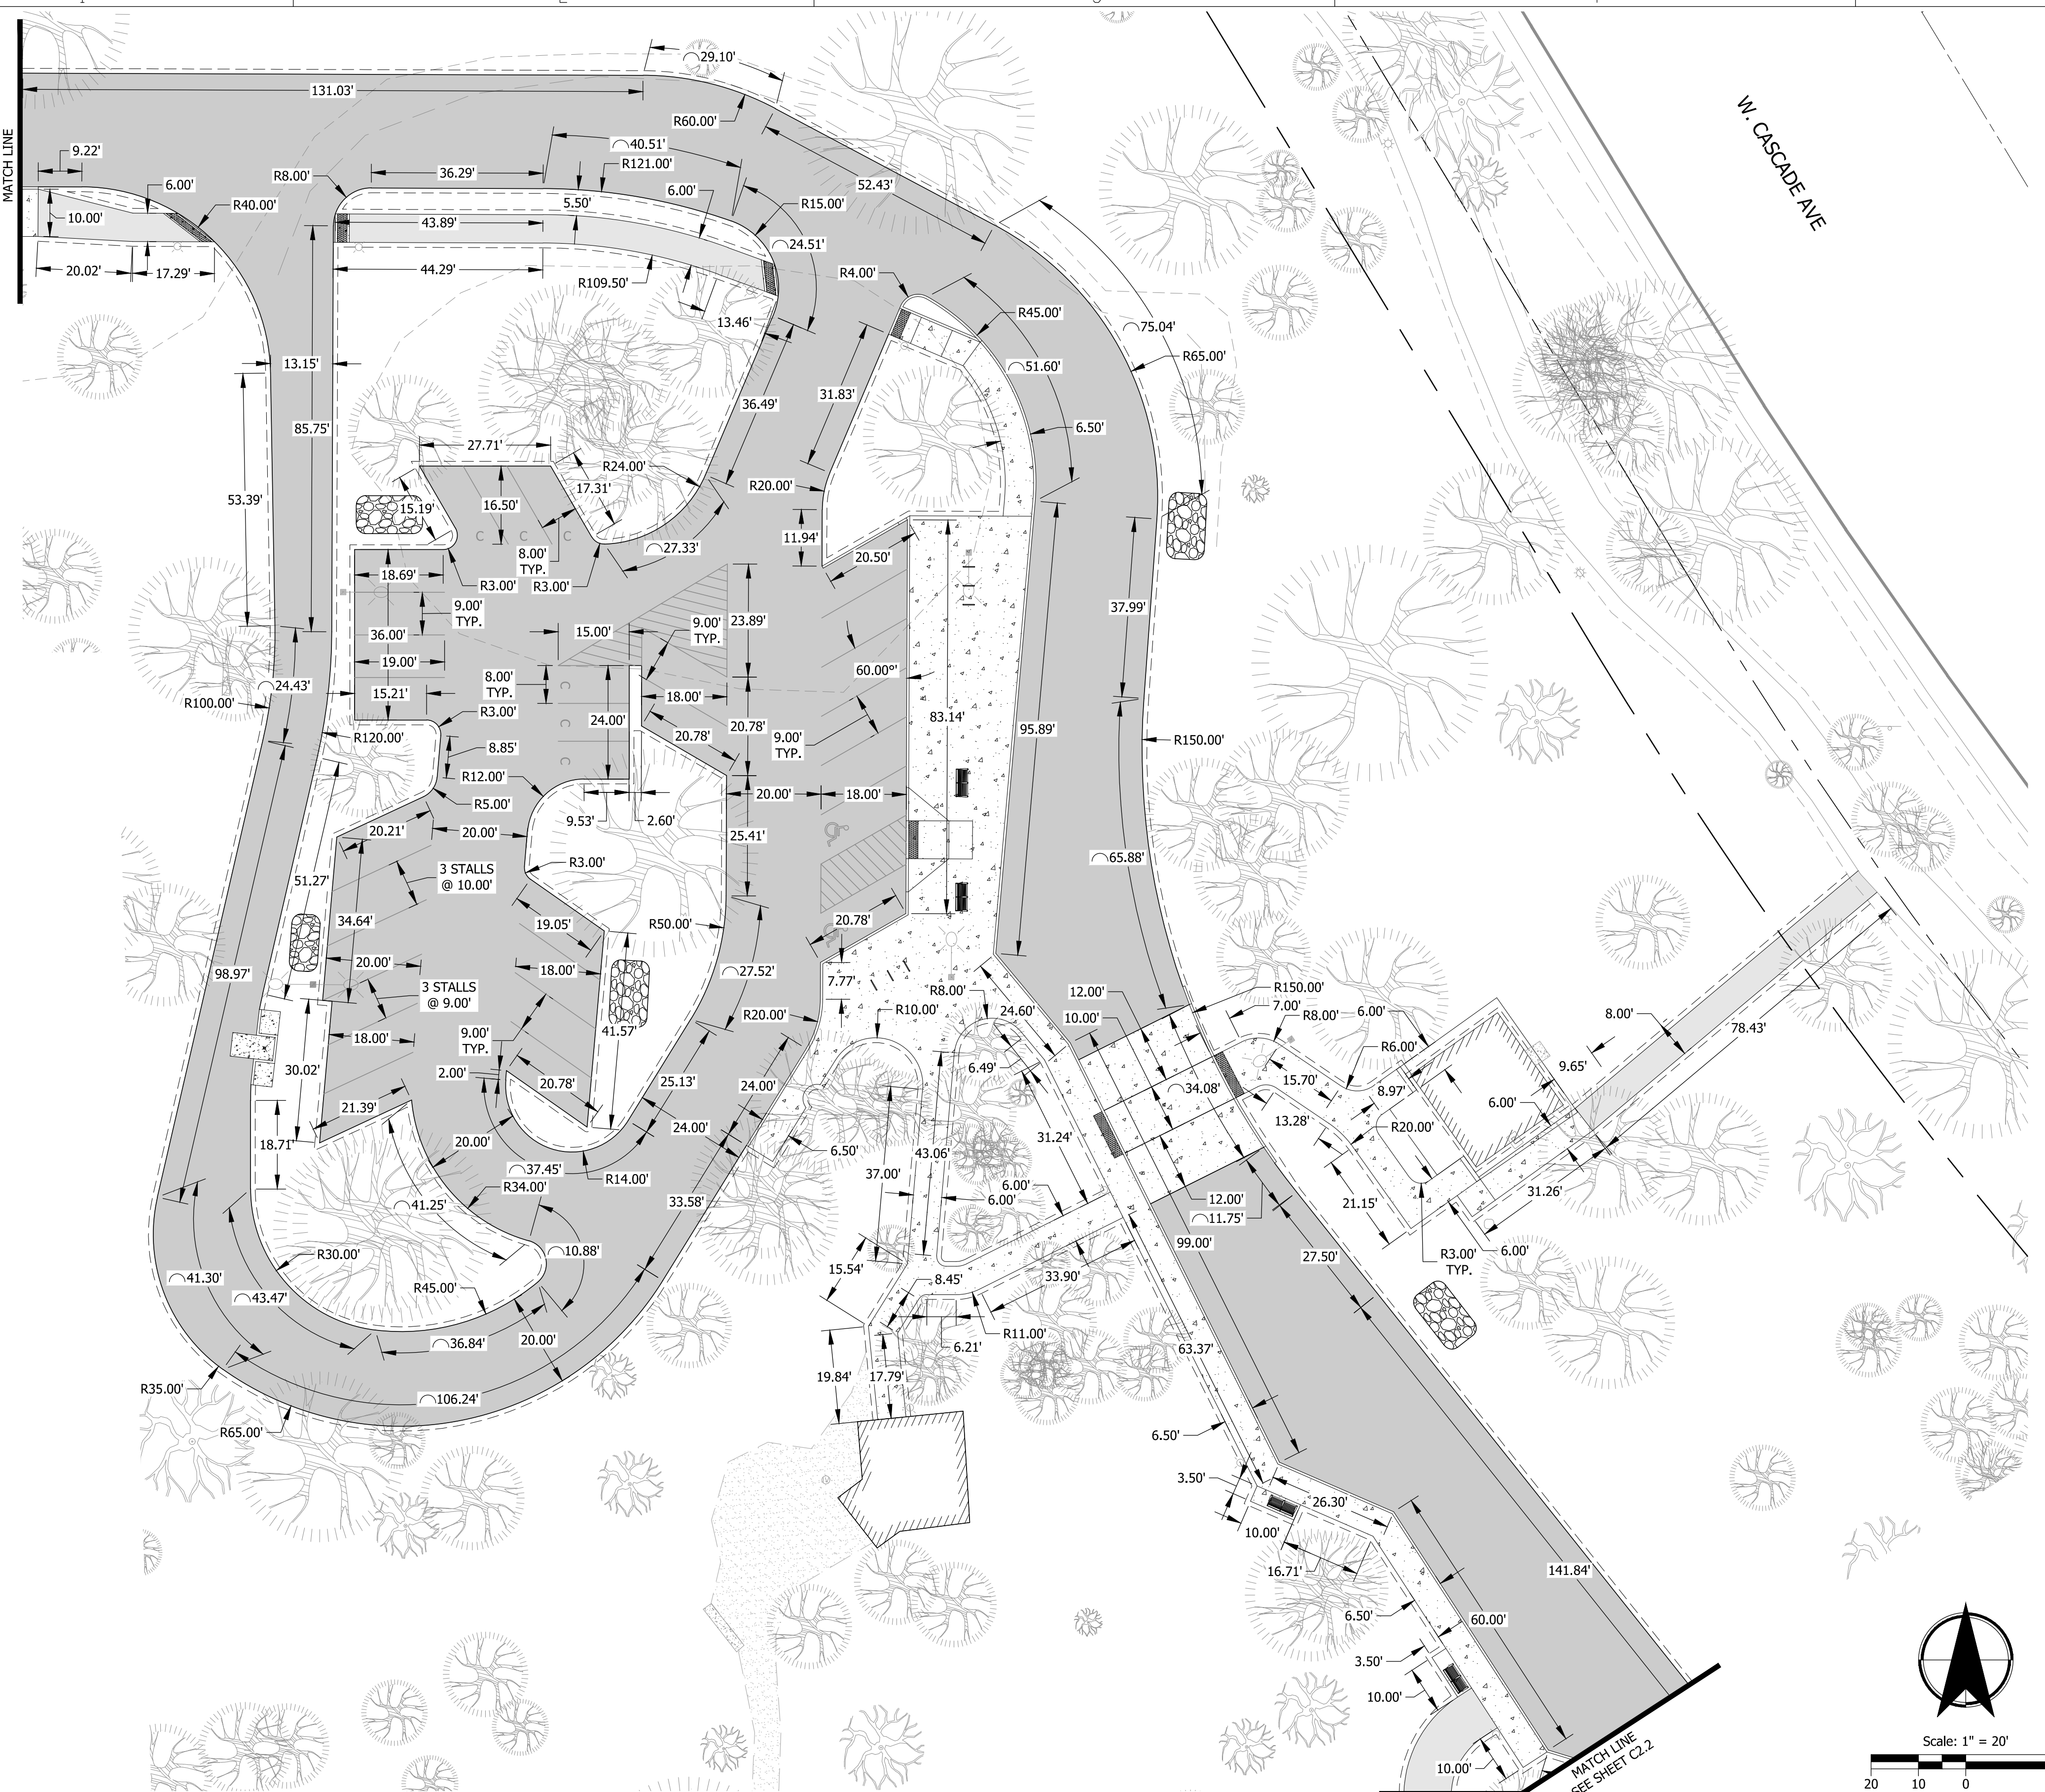 29.10'
131.03'
W. CASCADE AVE
MATCH LINE
R60.00'
40.51'
9.22'
R121.00'
R8.00'
36.29'
6.00'
6.00'
52.43'
R40.00'
R15.00'
5.50'
10.00'
43.89'
24.51'
20.02'
17.29'
44.29'
R4.00'
R109.50'
R45.00'
13.46'
75.04'
R65.00'
13.15'
51.60'
31.83'
36.49'
85.75'
6.50'
27.71'
R24.00'
R20.00'
17.31'
53.39'
15.19'
16.50'
C C C
11.94'
27.33'
8.00'
TYP.
20.50'
18.69'
R3.00'
R3.00'
37.99'
9.00'
TYP.
23.89'
9.00'
TYP.
36.00'
15.00'
19.00'
60.00°'
8.00'
TYP.
C
24.43'
15.21'
18.00'
R100.00'
R3.00'
C
24.00'
83.14'
20.78'
95.89'
R120.00'
20.78'
9.00'
TYP.
R150.00'
8.85'
C
R12.00'
20.00'
18.00'
R5.00'
9.53'
2.60'
20.21'
20.00'
25.41'
65.88'
R3.00'
3 STALLS
@ 10.00'
51.27'
34.64'
19.05'
R50.00'
20.78'
98.97'
20.00'
18.00'
27.52'
7.77'
3 STALLS
@ 9.00'
R8.00'
12.00'
R150.00'
R10.00'
24.60'
7.00'
R20.00'
10.00'
R8.00'
6.00'
8.00'
78.43'
9.00'
TYP.
41.57'
18.00'
R6.00'
6.49'
9.65'
30.02'
2.00'
20.78'
25.13'
24.00'
15.70'
34.08'
8.97'
6.00'
21.39'
13.28'
24.00'
R20.00'
18.71'
20.00'
31.24'
6.50'
43.06'
37.45'
37.00'
R14.00'
R34.00'
6.00'
31.26'
41.25'
33.58'
6.00'
12.00'
21.15'
11.75'
99.00'
10.88'
R30.00'
27.50'
R3.00'
TYP.
6.00'
15.54'
41.30'
R45.00'
8.45'
33.90'
43.47'
36.84'
20.00'
R11.00'
6.21'
63.37'
19.84'
17.79'
R35.00'
106.24'
R65.00'
6.50'
3.50'
26.30'
10.00'
16.71'
141.84'
6.50'
60.00'
3.50'
10.00'
MATCH LINE
SEE SHEET C2.2
10.00'
Scale: 1" = 20'
20 10 0